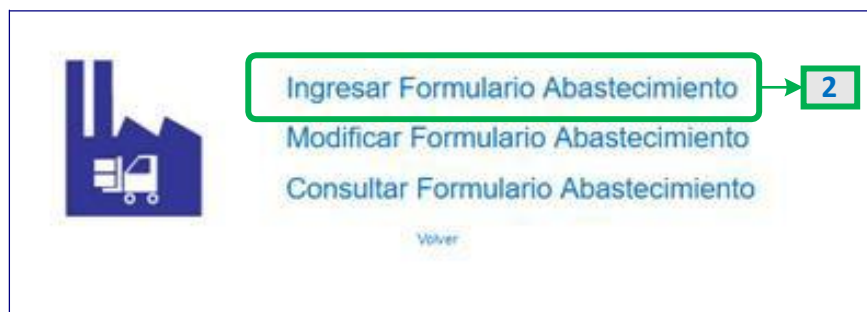 Ingresar Formulario Abastecimiento
2
Modificar Formulario Abastecimiento
Consultar Formulario Abastecimiento
Volver